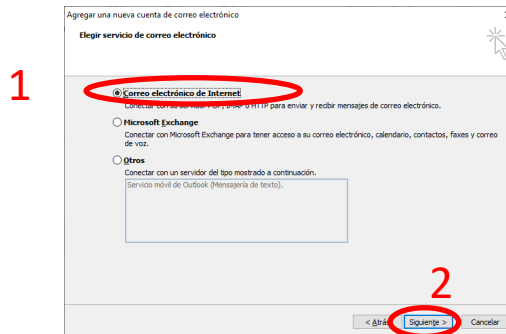 Agregar una nueva cuenta de correo electrónico
Elegir servicio de correo electrónico
1
Correo electrónico de Internet
Conectar con su servidor POP, IMAP o HTTP para enviar y recibir mensajes de correo electrónico.
Microsoft Exchange
Conectar con Microsoft Exchange para tener acceso a su correo electrónico, calendario, contactos, faxes y correo
de voz.
Otros
Conectar con un servidor del tipo mostrado a continuación.
Servicio móvil de Outlook (Mensajería de texto).
2
< Atrás
Siguiente >
Cancelar